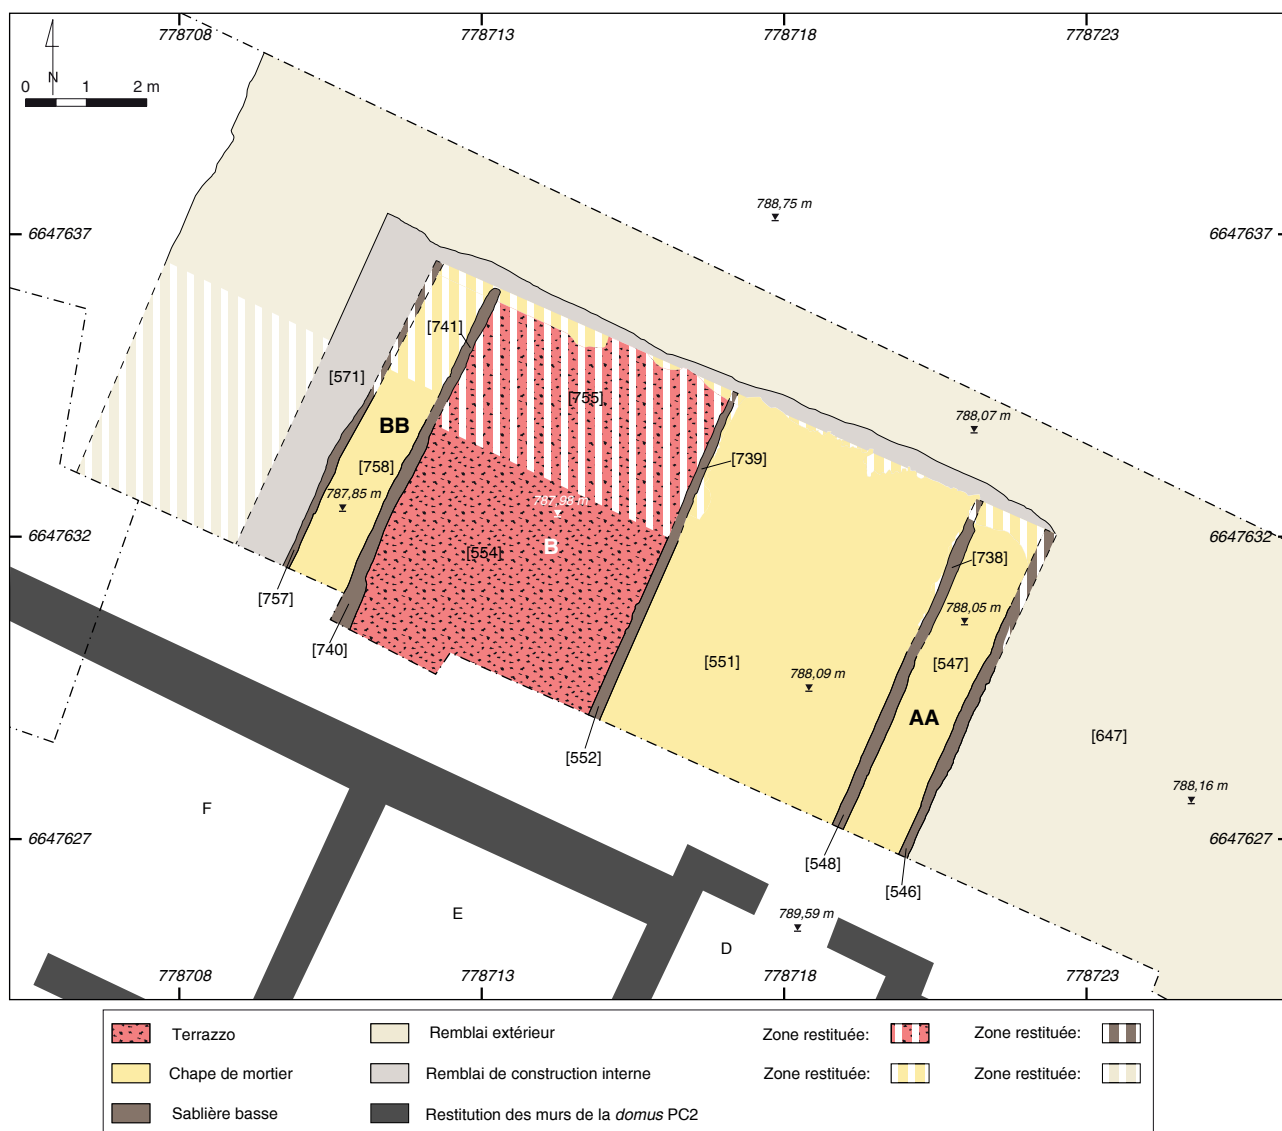 778708 778713 778718 778723
N
0 1 2 m
788,75 m
6647637 6647637
[741]
[571]
[755]
788,07 m
BB
[739]
[758]
787,85 m
787,98 m
6647632 6647632
B
[554]
[738]
[757]
788,05 m
[740]
[551]
[547]
788,09 m
AA
[647]
[552]
788,16 m
F
6647627 6647627
[548]
[546]
E
789,59 m
D
778708 778713 778718 778723
Terrazzo Remblai extérieur Zone restituée: Zone restituée:
Chape de mortier Remblai de construction interne Zone restituée: Zone restituée:
Sablière basse Restitution des murs de la domus PC2